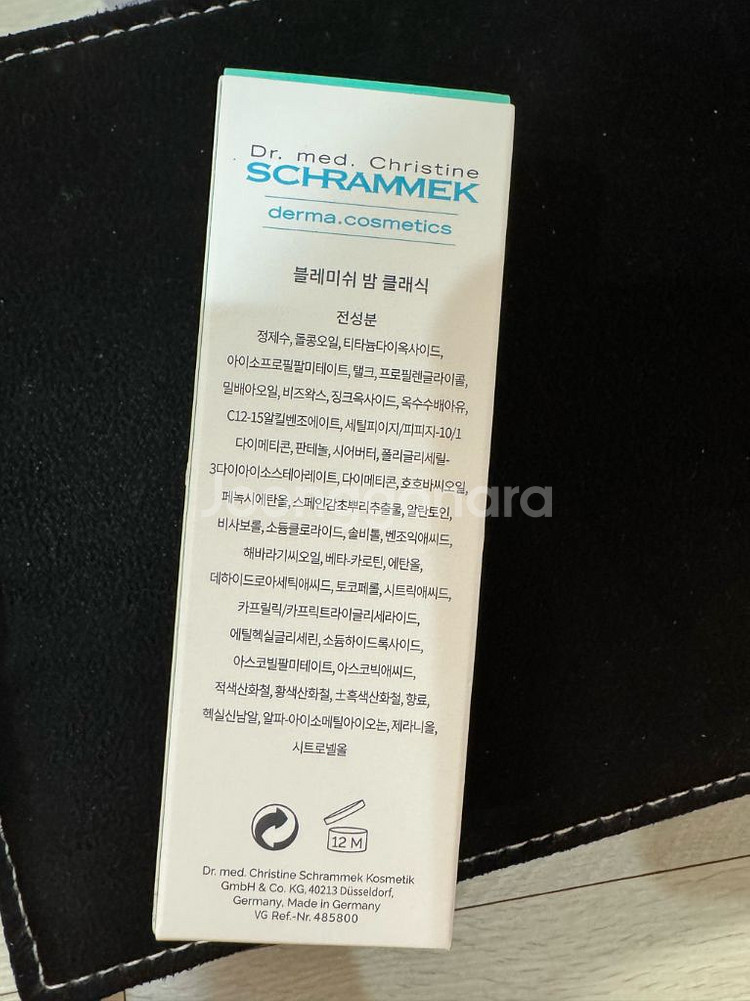 Dr. med. Christine
SCHRAMMEK
derma.cosmetics
블레미쉬 밤 클래식
전성분
정제수, 돌콩오일, 티타늄다이옥사이드,
아이소프로필팔미테이트, 탤크, 프로필렌글라이콜,
밀배아오일, 비즈왁스, 징크옥사이드, 옥수수배아유,
C12-15알킬벤조에이트, 세틸피이지/피피지-10/1
다이메티콘, 판테놀, 시어버터, 폴리글리세릴-
3다이아이소스테아레이트, 다이메티콘, 호호바씨오일,
페녹시에탄올, 스페인감초뿌리추출물, 알란토인,
Joonggonara
비사보롤, 소듐클로라이드, 솔비톨, 벤조익애씨드,
해바라기씨오일, 베타-카로틴, 에탄올,
데하이드로아세틱애씨드, 토코페롤, 시트릭애씨드,
카프릴릭/카프릭트라이글리세라이드,
에틸헥실글리세린, 소듐하이드록사이드,
아스코빌팔미테이트, 아스코빅애씨드,
적색산화철, 황색산화철, ±흑색산화철, 향료,
헥실신남알, 알파-아이소메틸아이오논, 제라니올,
시트로넬올
12 M
Dr. med. Christine Schrammek Kosmetik
GmbH & Co. KG, 40213 Düsseldorf,
Germany, Made in Germany
VG Ref.-Nr. 485800